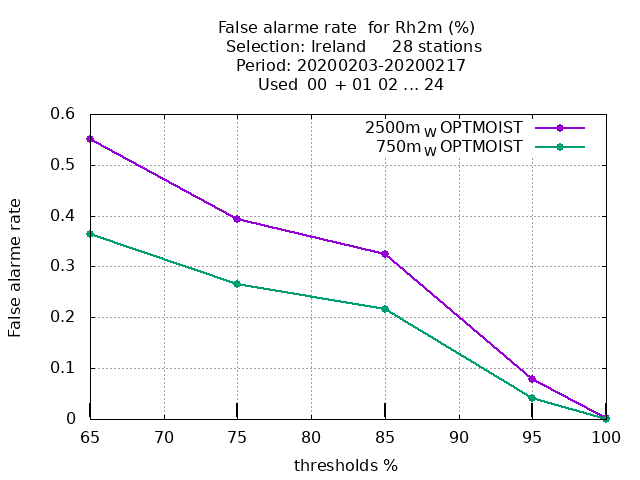 False alarme rate  for Rh2m (%)
Selection: Ireland     28 stations
Period: 20200203-20200217
Used  00  + 01 02 ... 24
2500m W OPTMOIST
750m W OPTMOIST
False alarme rate
0.6
0.5
0.4
0.3
0.2
0.1
0
65 70 75 80 85 90 95 100
thresholds %